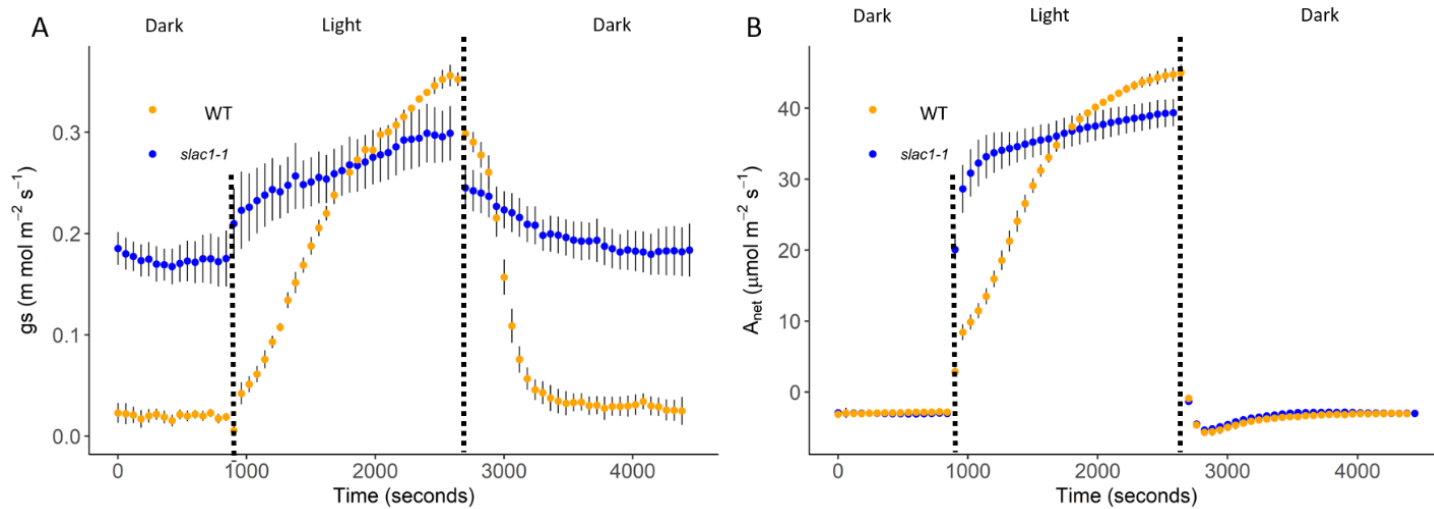 A
Dark
Light
Dark
WT
slac1-1
gs (m mol m⁻² s⁻¹)
0.3
0.2
0.1
0.0
0
1000
2000
3000
4000
Time (seconds)
B
Dark
Light
Dark
WT
slac1-1
Anet (μmol m⁻² s⁻¹)
40
30
20
10
0
0
1000
2000
3000
4000
Time (seconds)